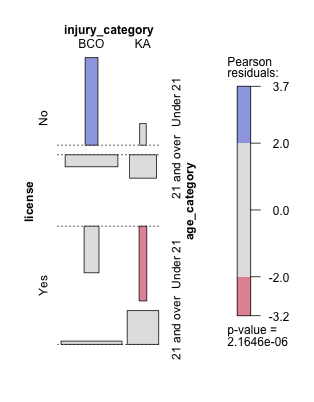 injury_category
BCO KA
license
No
Yes
Under 21
21 and over
Under 21
21 and over
age_category
Pearson
residuals:
3.7
2.0
0.0
-2.0
-3.2
p-value =
2.1646e-06